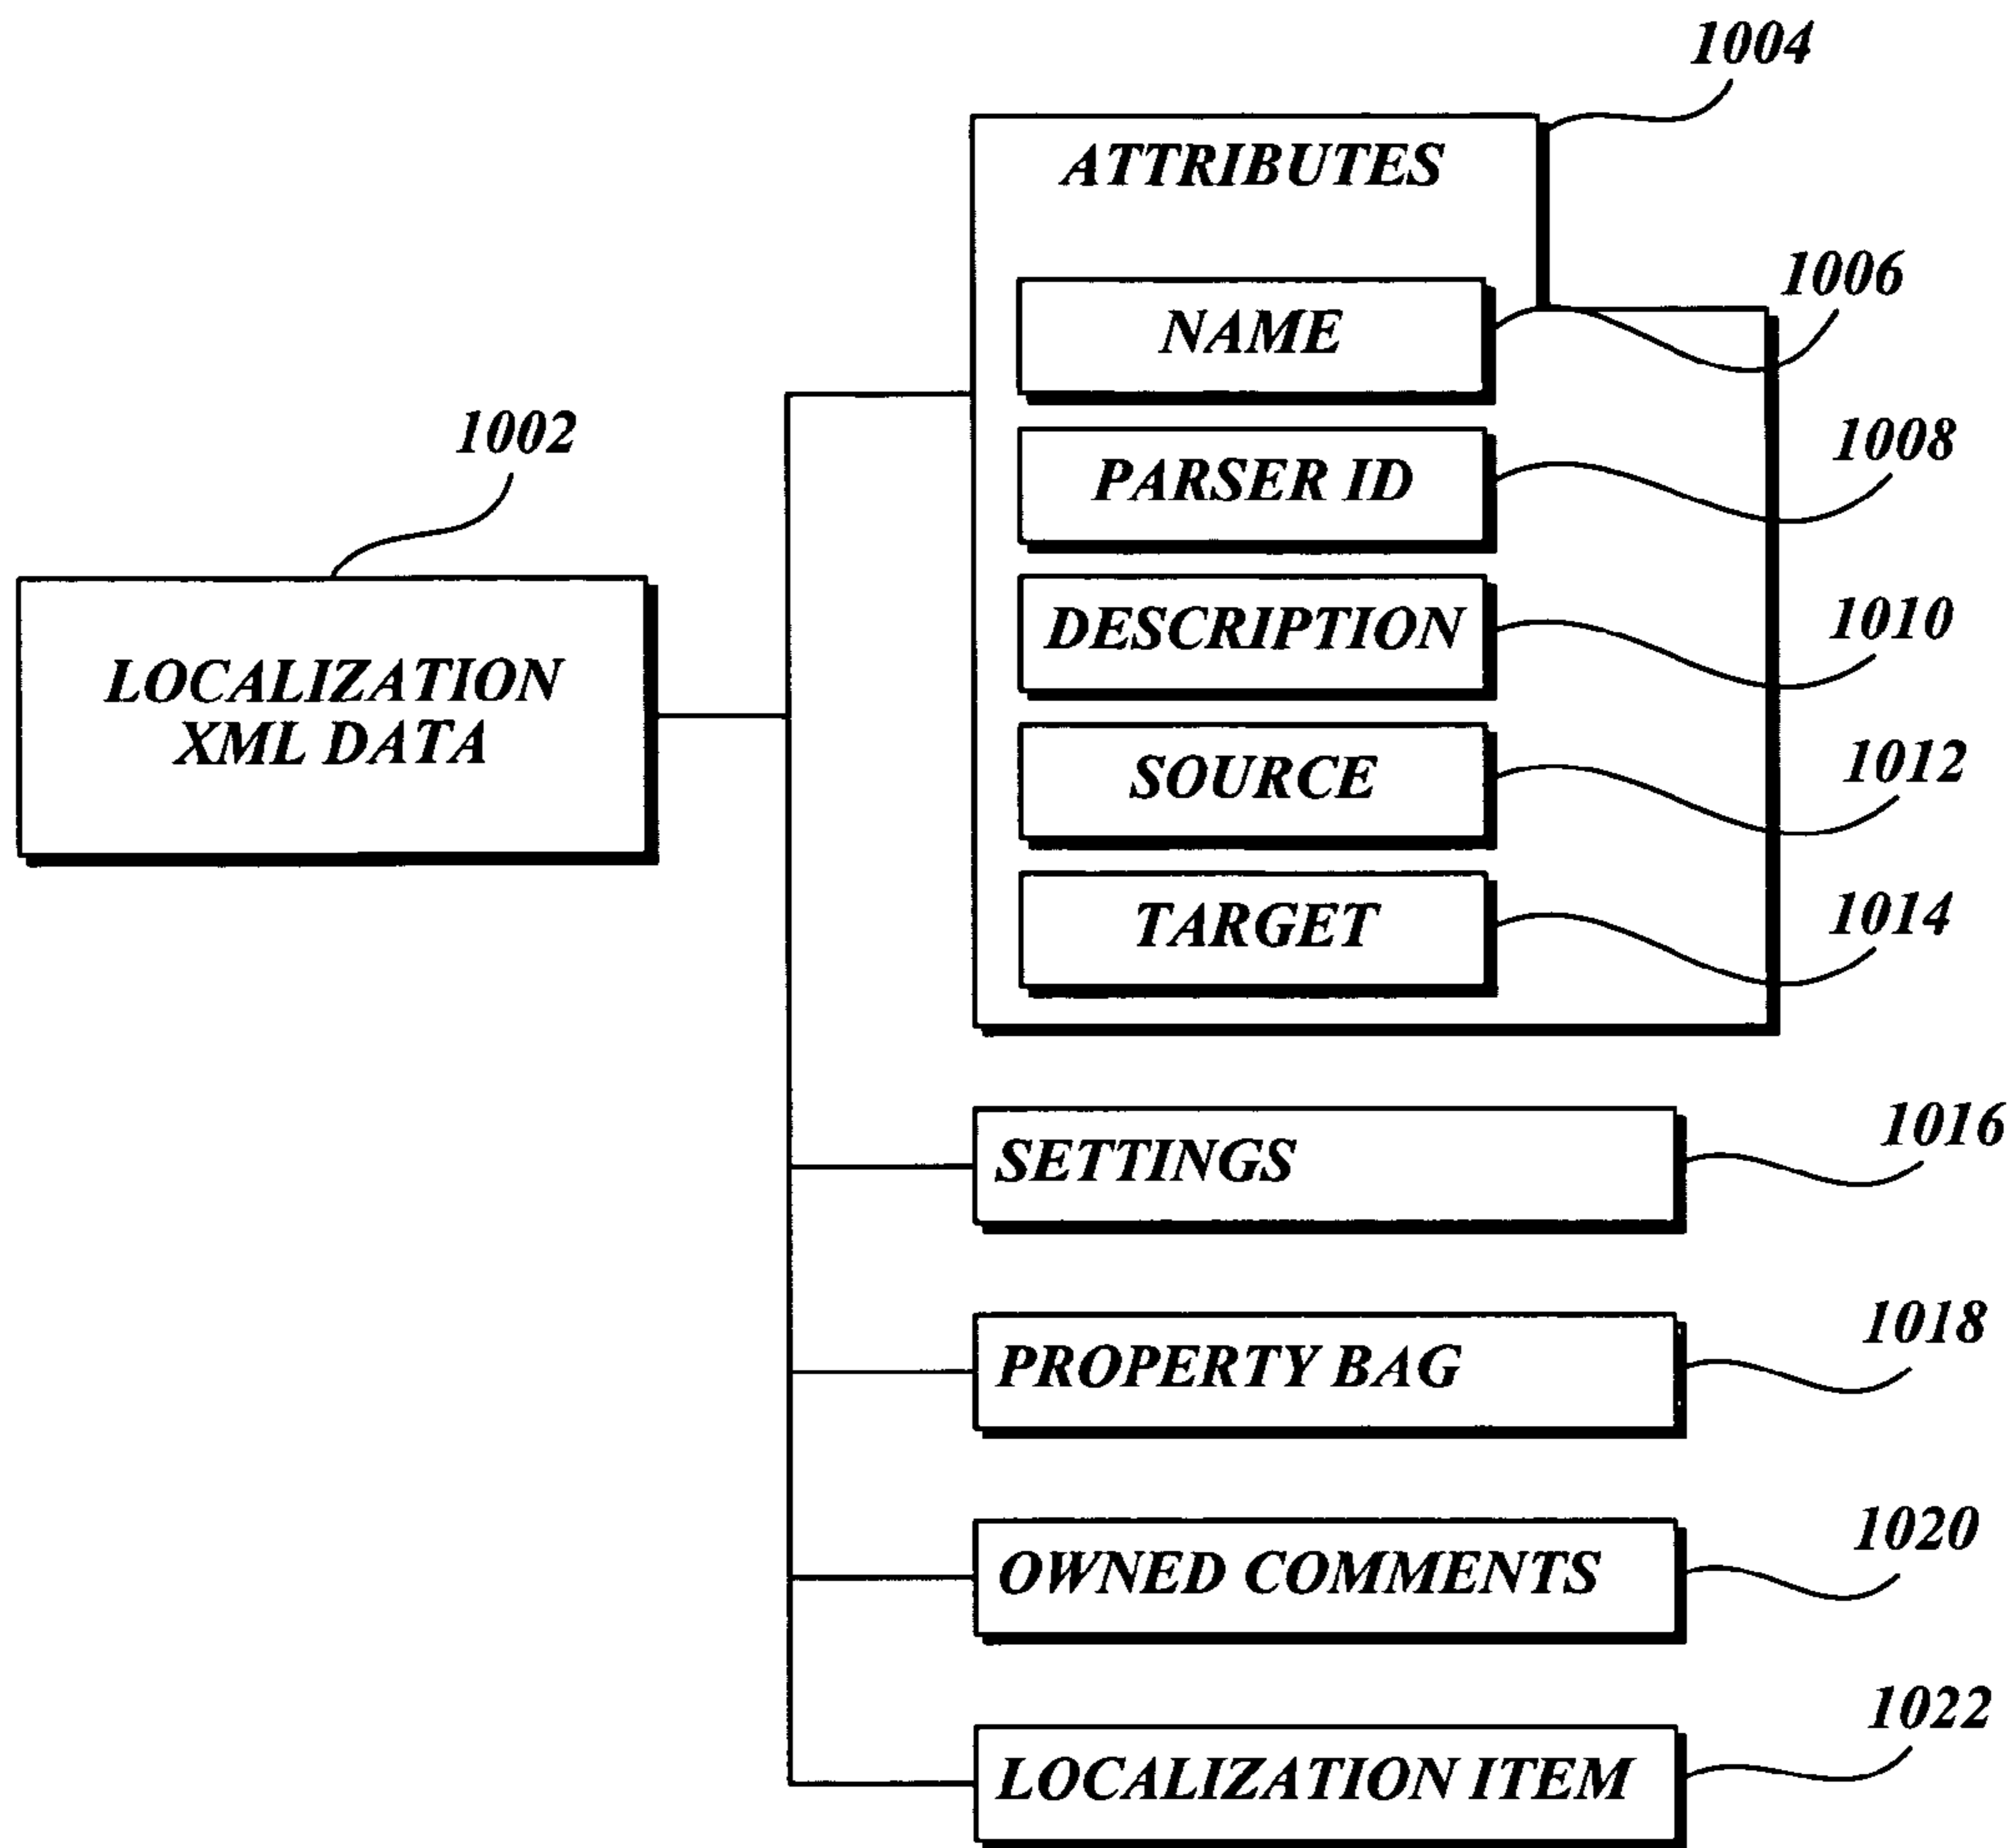 1004
ATTRIBUTES
1006
NAME
1002
1008
PARSER ID
1010
DESCRIPTION
LOCALIZATION
XML DATA
1012
SOURCE
1014
TARGET
1016
SETTINGS
1018
PROPERTY BAG
1020
OWNED COMMENTS
1022
LOCALIZATION ITEM